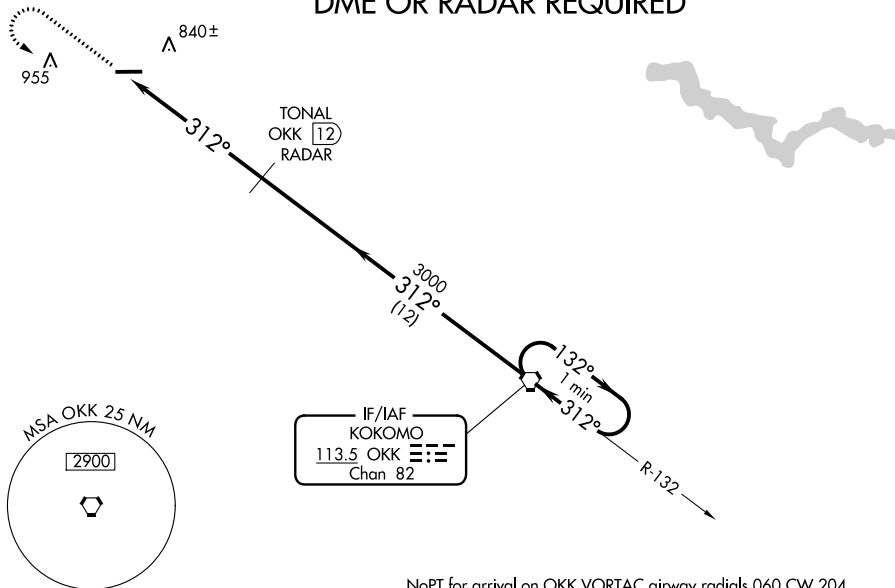 DME OR RADAR REQUIRED
840±
955
TONAL
OKK 12
RADAR
312°
3000
312°
(12)
132°
1 min
312°
IF/IAF
KOKOMO
113.5 OKK
Chan 82
R-132
MSA OKK 25 NM
2900
NoPT for arrival on OKK VORTAC airway radials 060 CW 204.